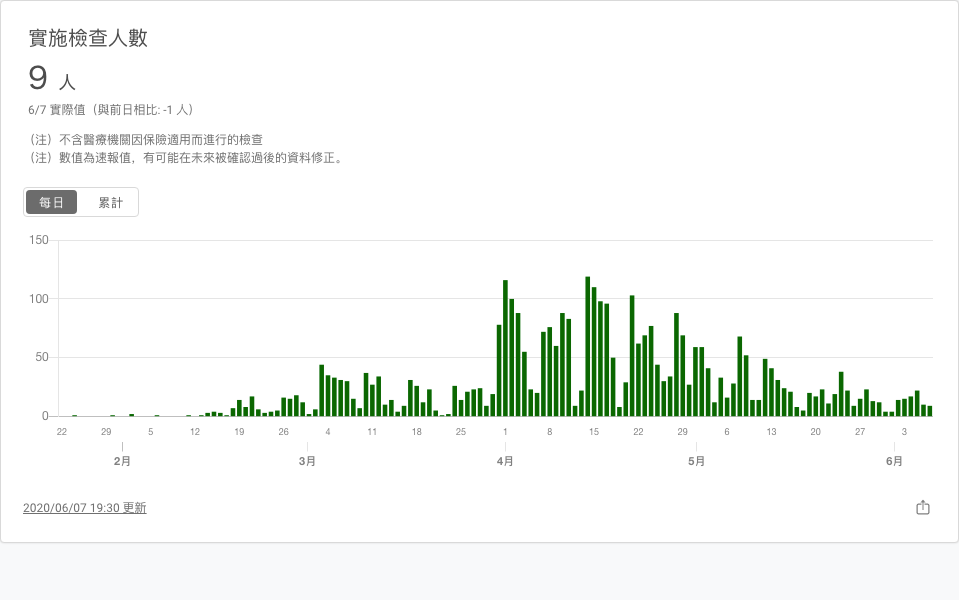 實施檢查人數
9 人
6/7 實際值（與前日相比: -1 人）
（注）不含醫療機關因保險適用而進行的檢查
（注）數值為速報值，有可能在未來被確認過後的資料修正。
每日 累計
150
100
50
0
22 29 5 12 19 26 4 11 18 25 1 8 15 22 29 6 13 20 27 3
2月 3月 4月 5月 6月
2020/06/07 19:30 更新